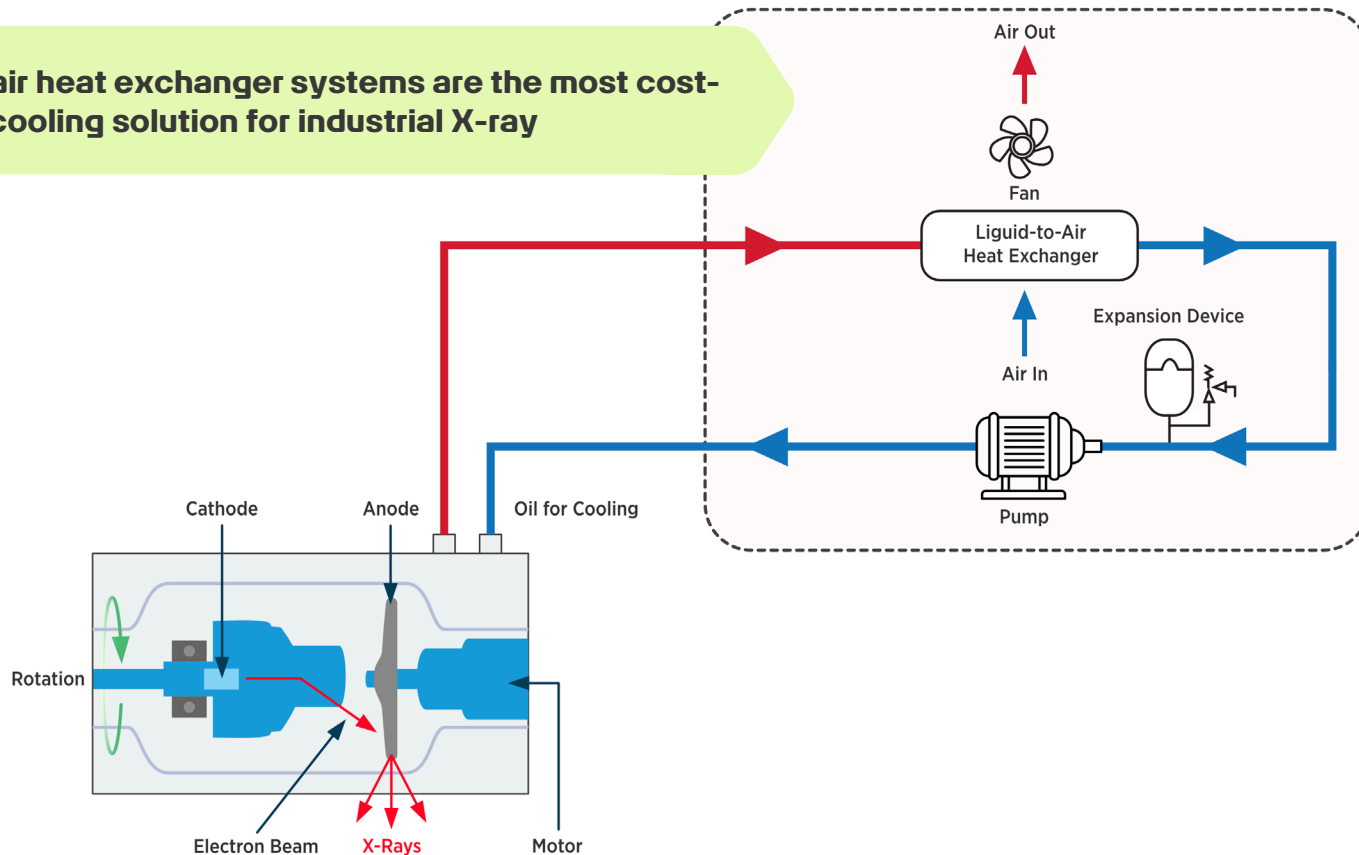 air heat exchanger systems are the most cost-
cooling solution for industrial X-ray
Air Out
Fan
Liguid-to-Air
Heat Exchanger
Expansion Device
Air In
Pump
Cathode
Anode
Oil for Cooling
Rotation
Electron Beam
X-Rays
Motor